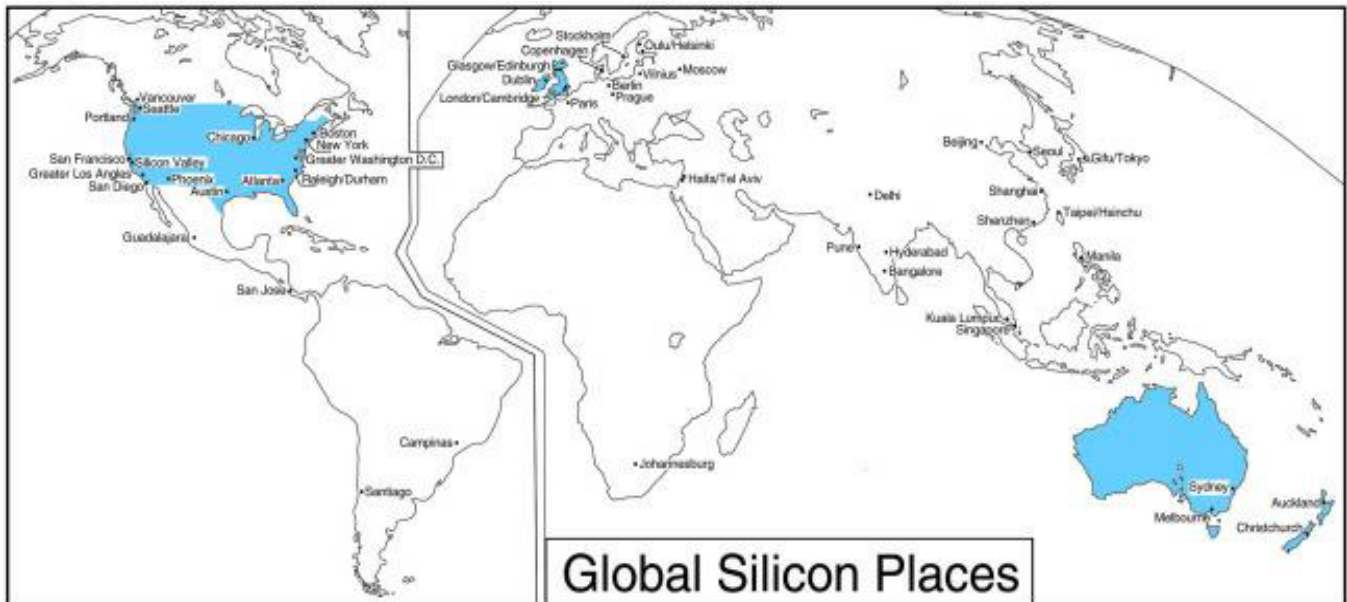 Vancouver
Seattle
Portland
Chicago
Boston
New York
San Francisco
Silicon Valley
Greater Washington D.C.
Greater Los Angles
Phoenix
Atlanta
Raleigh/Durham
San Diego
Austin
Guadalajara
San Jose
Campinas
Santiago
Stockholm
Oulu/Helsinki
Copenhagen
Glasgow/Edinburgh
Vilnius
Moscow
Dublin
Berlin
London/Cambridge
Prague
Paris
Haifa/Tel Aviv
Johannesburg
Beijing
Seoul
Gifu/Tokyo
Delhi
Shanghai
Taipei/Hsinchu
Shenzhen
Pune
Hyderabad
Manila
Bangalore
Kuala Lumpur
Singapore
Sydney
Auckland
Melbourne
Christchurch
Global Silicon Places